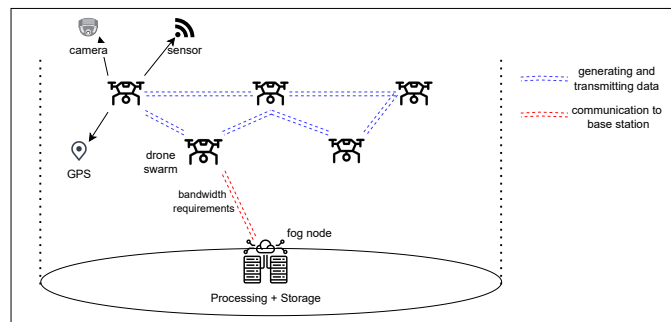 camera
sensor
generating and
transmitting data
communication to
base station
GPS
drone
swarm
bandwidth
requirements
fog node
Processing + Storage